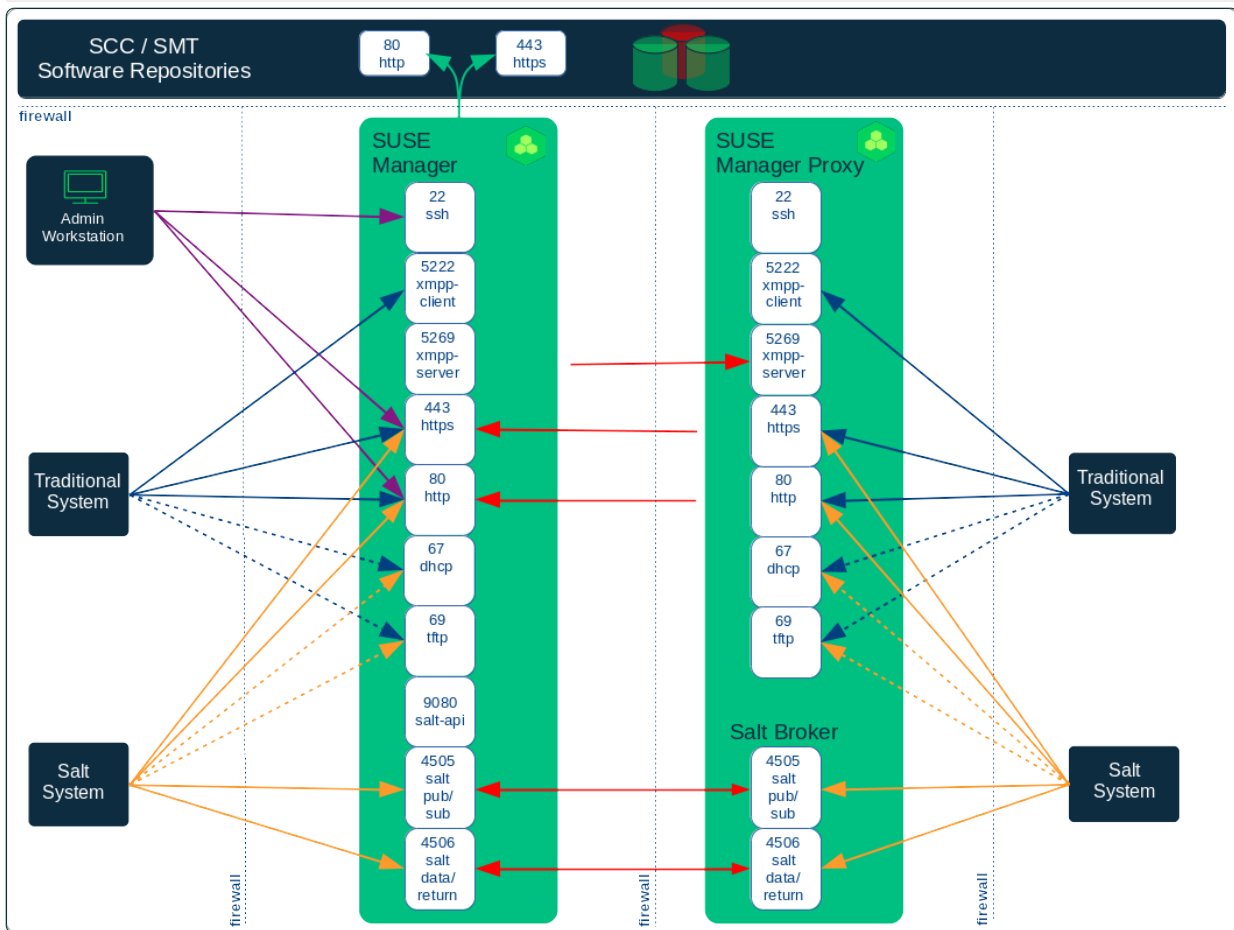 SCC / SMT
Software Repositories
80
http
443
https
firewall
Admin
Workstation
Traditional
System
Salt
System
firewall
SUSE
Manager
22
ssh
5222
xmpp-
client
5269
xmpp-
server
443
https
80
http
67
dhcp
69
tftp
9080
salt-api
4505
salt
pub/
sub
4506
salt
data/
return
firewall
SUSE
Manager Proxy
22
ssh
5222
xmpp-
client
5269
xmpp-
server
443
https
80
http
67
dhcp
69
tftp
Salt Broker
4505
salt
pub/
sub
4506
salt
data/
return
firewall
Traditional
System
Salt
System